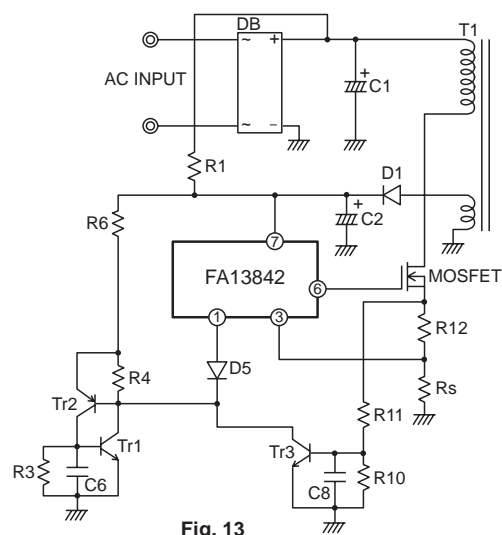 DB
T1
~
+
AC INPUT
+
C1
~
−
R1
D1
+
R6
C2
7
FA13842
6
MOSFET
1
3
R12
D5
R4
Rs
Tr2
R11
Tr1
Tr3
R3
C6
C8
R10
Fig. 13